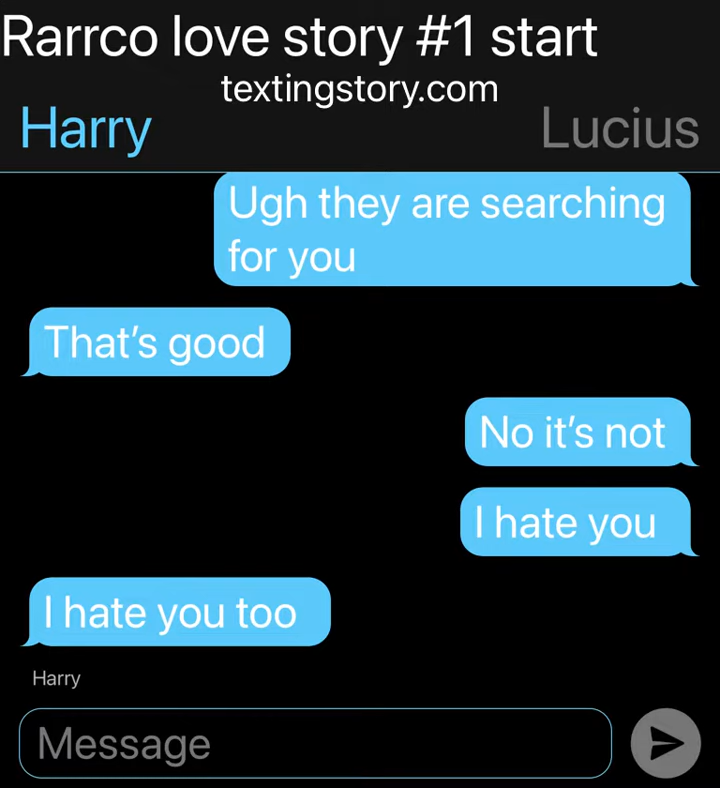 Rarrco love story #1 start
textingstory.com
Harry
Lucius
Ugh they are searching
for you
That's good
No it's not
I hate you
I hate you too
Harry
Message